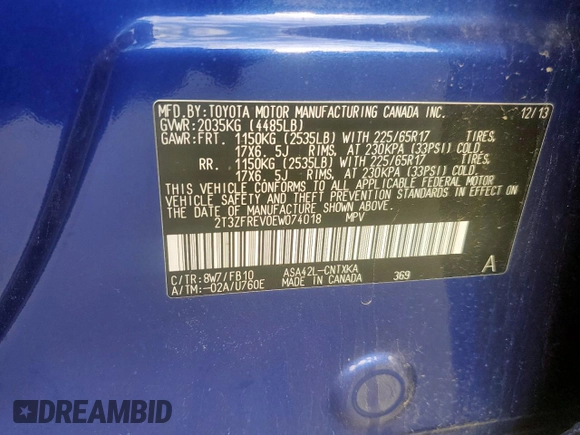 MFD.BY:TOYOTA MOTOR MANUFACTURING CANADA INC. 12/13
GVWR:2035KG (4485LB)
GAWR:FRT. 1150KG (2535LB) WITH 225/65R17 TIRES,
17X6.5J RIMS, AT 230KPA (33PSI) COLD.
RR. 1150KG (2535LB) WITH 225/65R17 TIRES,
17X6.5J RIMS, AT 230KPA (33PSI) COLD.
THIS VEHICLE CONFORMS TO ALL APPLICABLE FEDERAL MOTOR
VEHICLE SAFETY AND THEFT PREVENTION STANDARDS IN EFFECT ON
THE DATE OF MANUFACTURE SHOWN ABOVE.
2T3ZFREV0EW074018 MPV
C/TR:8W7/FB10 ASA42L-CNTXKA A
A/TM:-02A/U760E MADE IN CANADA 369
DREAMBID